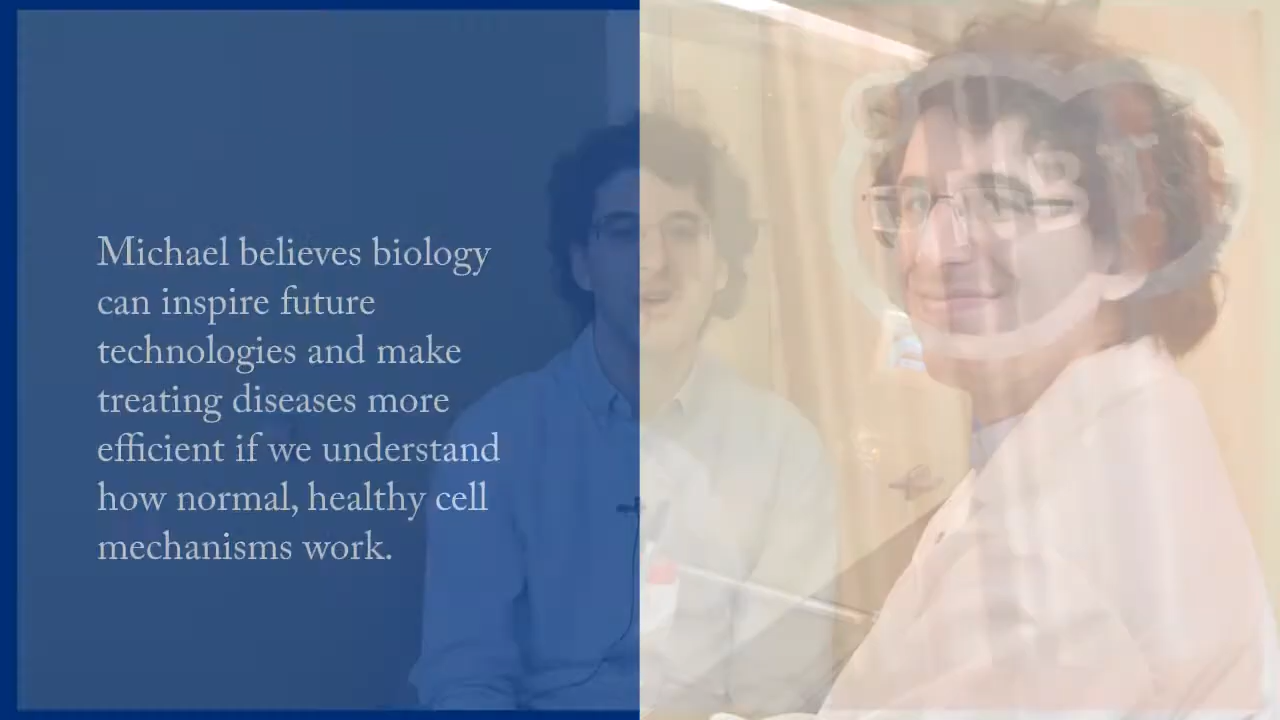 Michael believes biology
can inspire future
technologies and make
treating diseases more
efficient if we understand
how normal, healthy cell
mechanisms work.